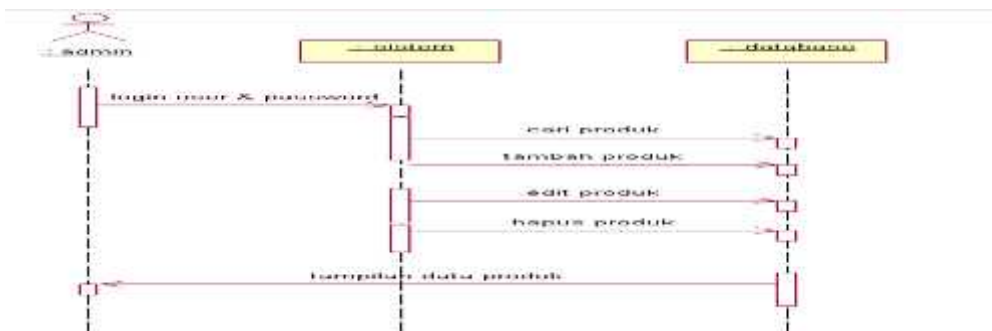 : admin
: sistem
: database
login user & password
cari produk
tambah produk
edit produk
hapus produk
tampilan data produk